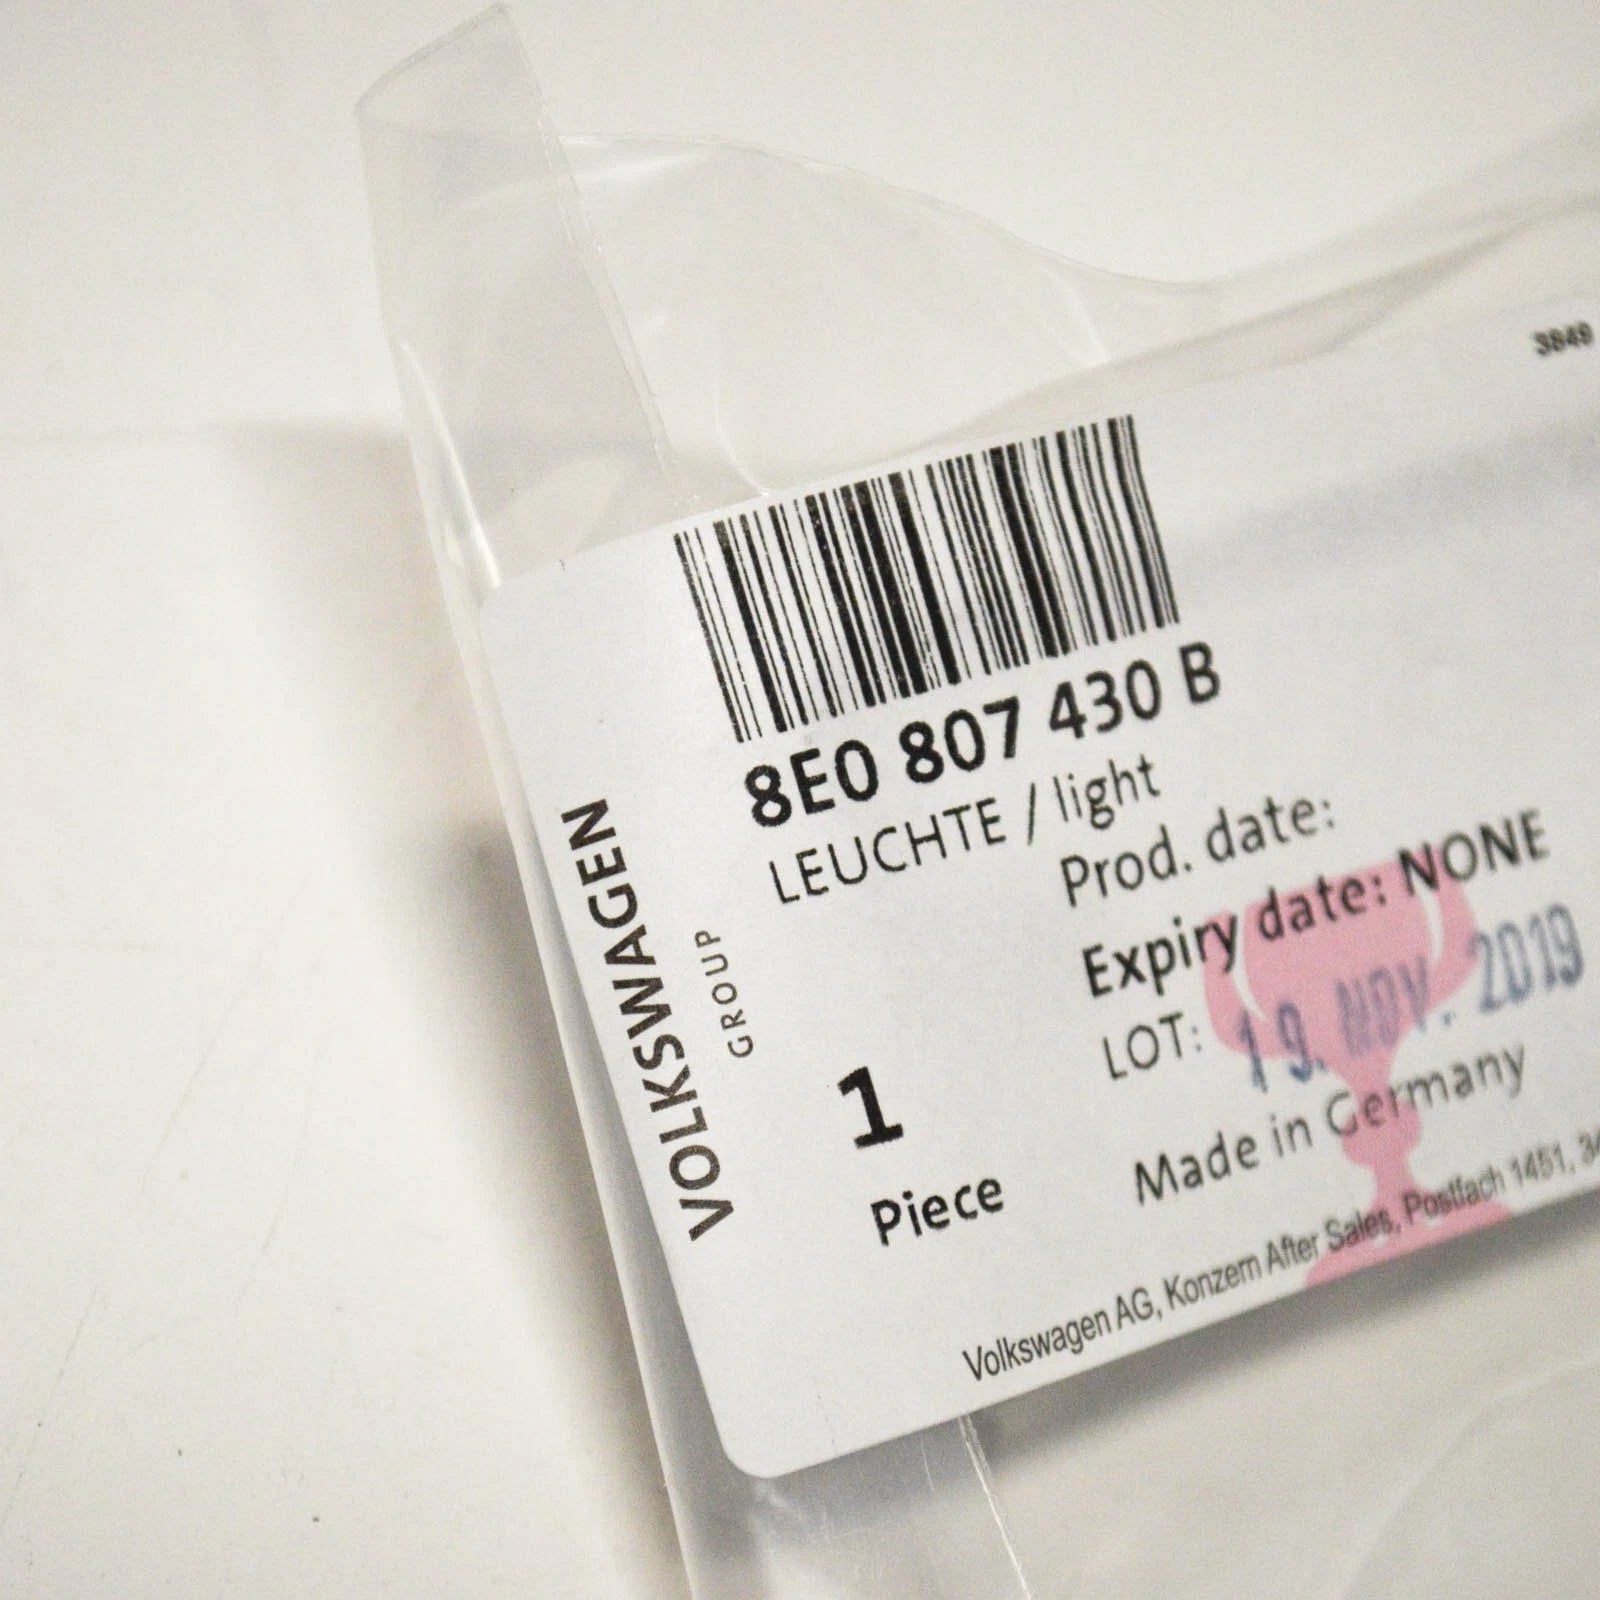 3849
8E0 807 430 B
LEUCHTE / light
Prod. date:
Expiry date: NONE
LOT: 19. NOV. 2019
Made in Germany
1
Piece
VOLKSWAGEN
GROUP
Volkswagen AG, Konzern After Sales, Postfach 1451, 34